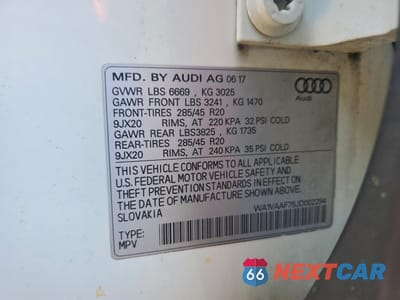 MFD. BY AUDI AG 06 17
GVWR LBS 6669 , KG 3025
GAWR FRONT LBS 3241 , KG 1470
FRONT-TIRES 285/45 R20
9JX20 RIMS, AT 220 KPA 32 PSI COLD
GAWR REAR LBS3825 , KG 1735
REAR-TIRES 285/45 R20
9JX20 RIMS, AT 240 KPA 35 PSI COLD
THIS VEHICLE CONFORMS TO ALL APPLICABLE
U.S.FEDERAL MOTOR VEHICLE SAFETY AND
THEFT PREVENTION STANDARDS IN EFFECT ON
THE DATE OF MANUFACTURE SHOWN ABOVE
SLOVAKIA
WA1VAAF76JD002294
TYPE:
MPV
Audi
66 NEXTCAR